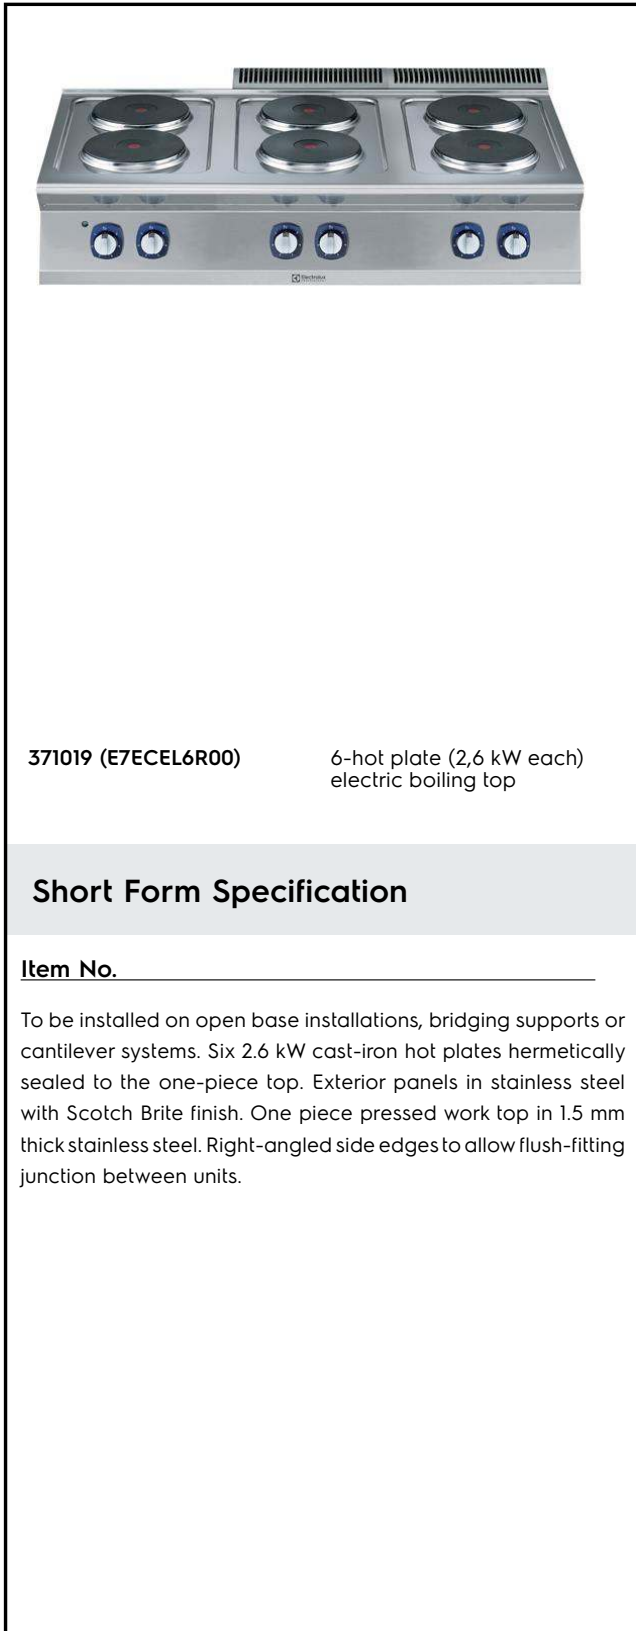 Electrolux
371019 (E7ECEL6R00)
6-hot plate (2,6 kW each)
electric boiling top
Short Form Specification
Item No.
To be installed on open base installations, bridging supports or
cantilever systems. Six 2.6 kW cast-iron hot plates hermetically
sealed to the one-piece top. Exterior panels in stainless steel
with Scotch Brite finish. One piece pressed work top in 1.5 mm
thick stainless steel. Right-angled side edges to allow flush-fitting
junction between units.